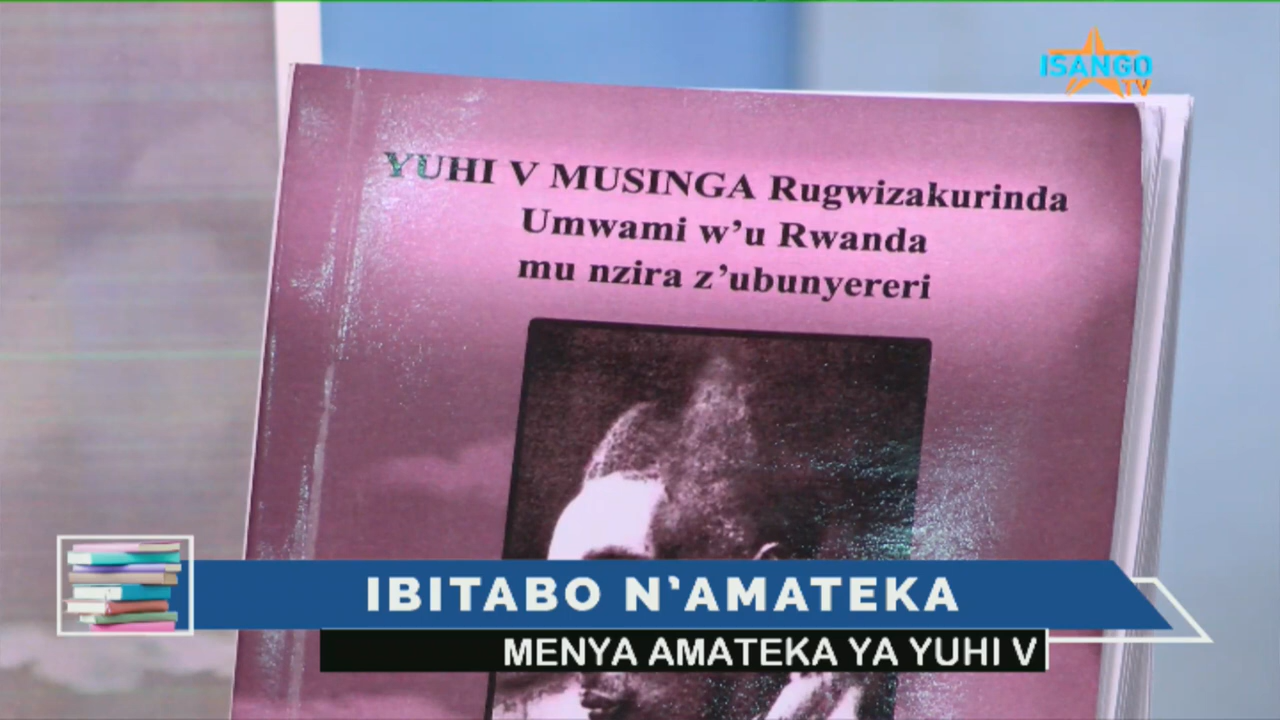 ISANGO
TV
YUHI V MUSINGA Rugwizakurinda
Umwami w'u Rwanda
mu nzira z'ubunyereri
IBITABO N'AMATEKA
MENYA AMATEKA YA YUHI V